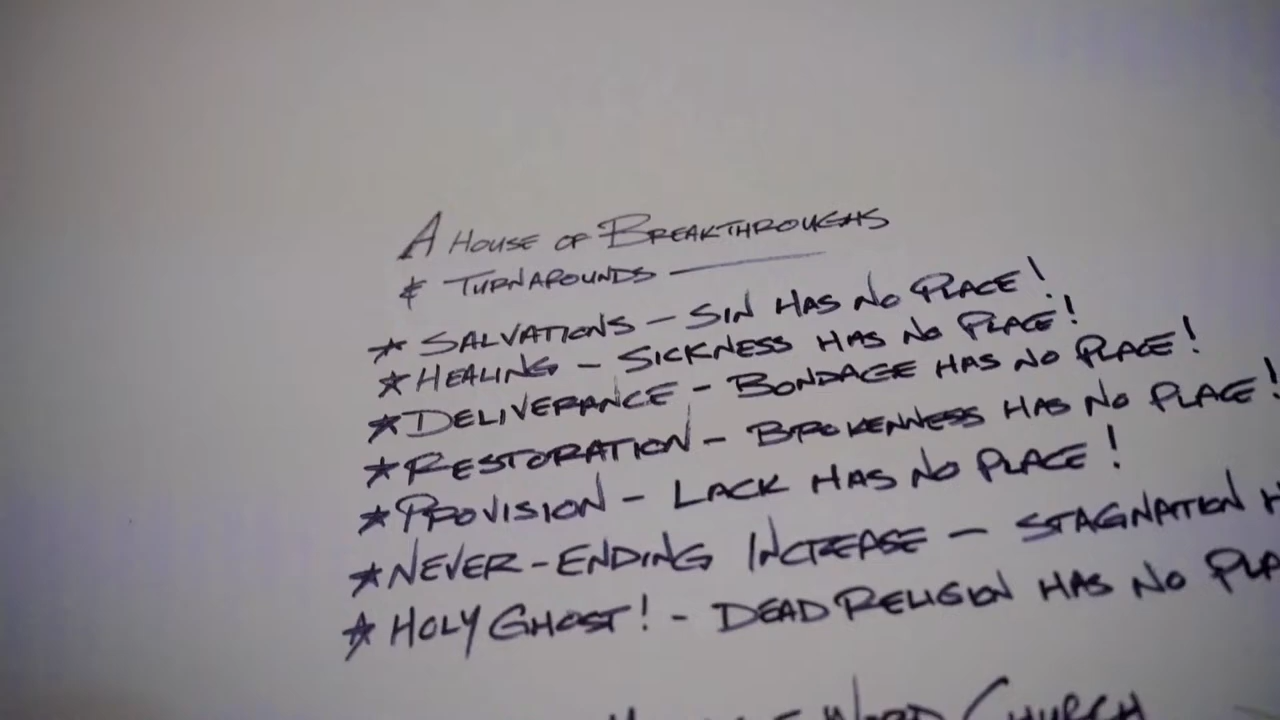 A HOUSE OF BREAKTHROUGHS
& TURNAROUNDS —
★ SALVATIONS – SIN HAS NO PLACE!
★ HEALING – SICKNESS HAS NO PLACE!
★ DELIVERANCE – BONDAGE HAS NO PLACE!
★ RESTORATION – BROKENNESS HAS NO PLACE!
★ PROVISION – LACK HAS NO PLACE!
★ NEVER-ENDING INCREASE – STAGNATION
★ HOLY GHOST! – DEAD RELIGION HAS NO PLA
WORD CHURCH